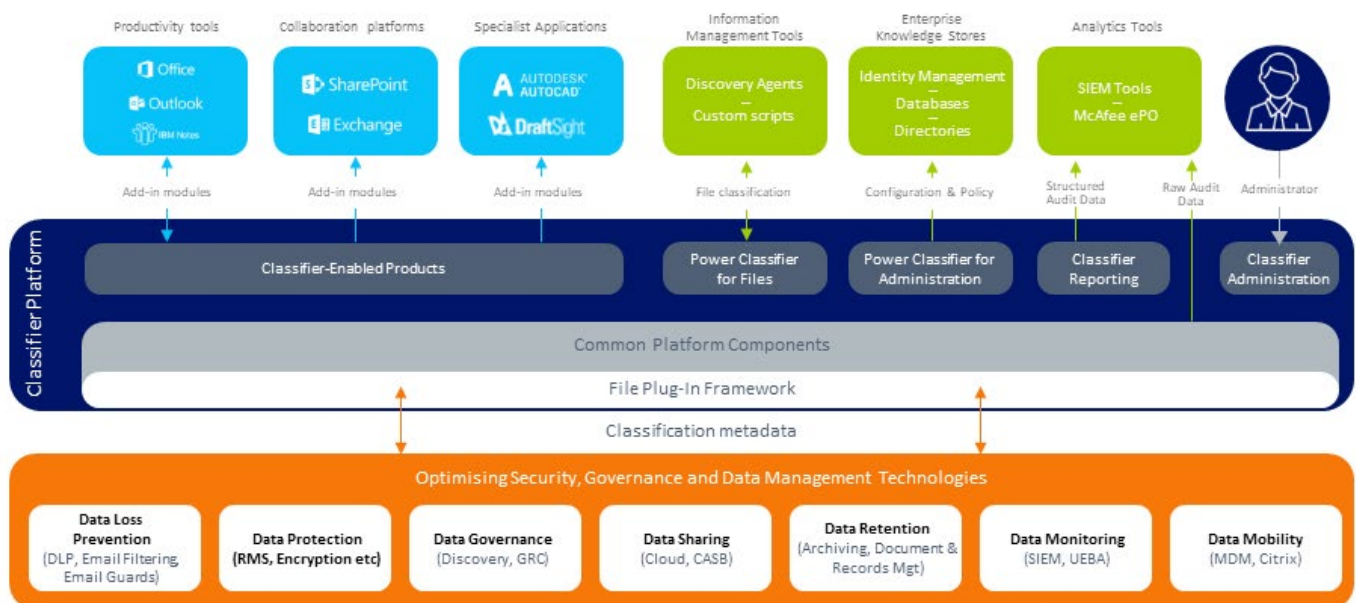 Productivity tools
Collaboration platforms
Specialist Applications
Information
Management Tools
Enterprise
Knowledge Stores
Analytics Tools
Office
Outlook
IBM Notes
SharePoint
Exchange
AUTODESK®
AUTOCAD®
DraftSight
Discovery Agents
–
Custom scripts
Identity Management
–
Databases
–
Directories
SIEM Tools
–
McAfee ePO
Add-in modules
Add-in modules
Add-in modules
File classification
Configuration & Policy
Structured
Audit Data
Raw Audit
Data
Administrator
Classifier Platform
Classifier-Enabled Products
Power Classifier
for Files
Power Classifier for
Administration
Classifier
Reporting
Classifier
Administration
Common Platform Components
File Plug-In Framework
Classification metadata
Optimising Security, Governance and Data Management Technologies
Data Loss
Prevention
(DLP, Email Filtering,
Email Guards)
Data Protection
(RMS, Encryption etc)
Data Governance
(Discovery, GRC)
Data Sharing
(Cloud, CASB)
Data Retention
(Archiving, Document &
Records Mgt)
Data Monitoring
(SIEM, UEBA)
Data Mobility
(MDM, Citrix)